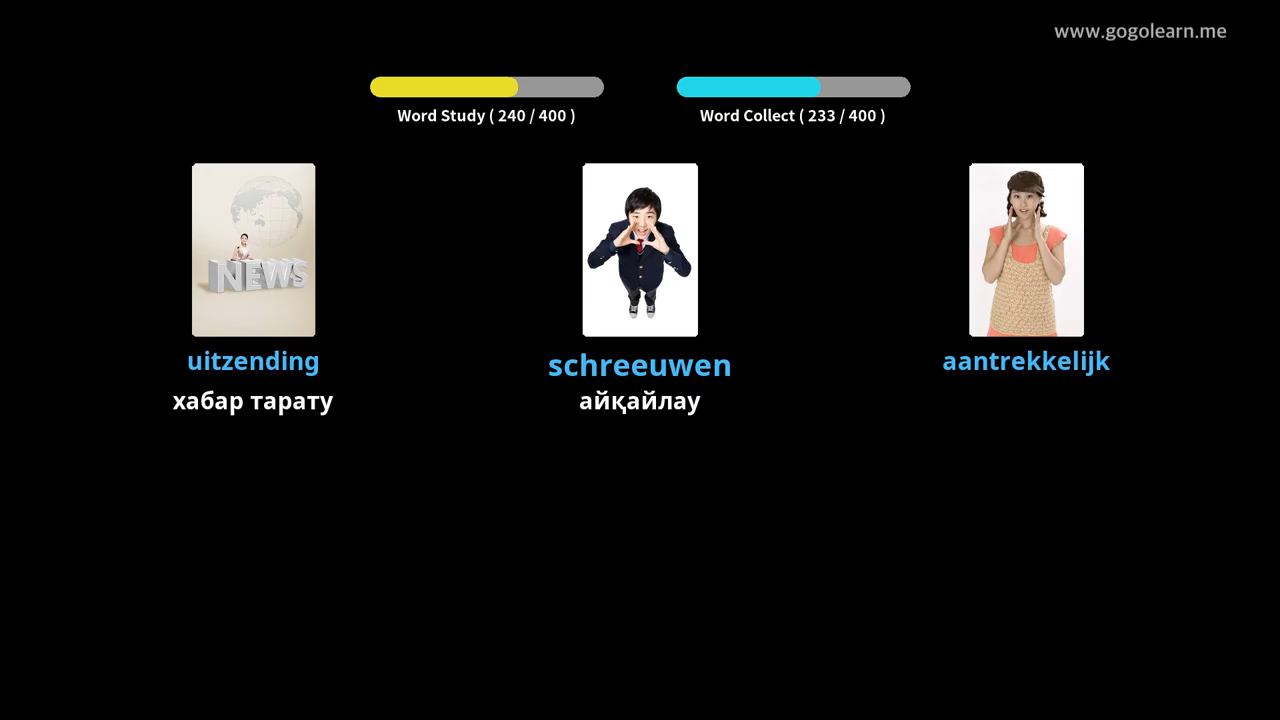 www.gogolearn.me
Word Study ( 240 / 400 )
Word Collect ( 233 / 400 )
NEWS
uitzending
schreeuwen
aantrekkelijk
хабар тарату
айқайлау